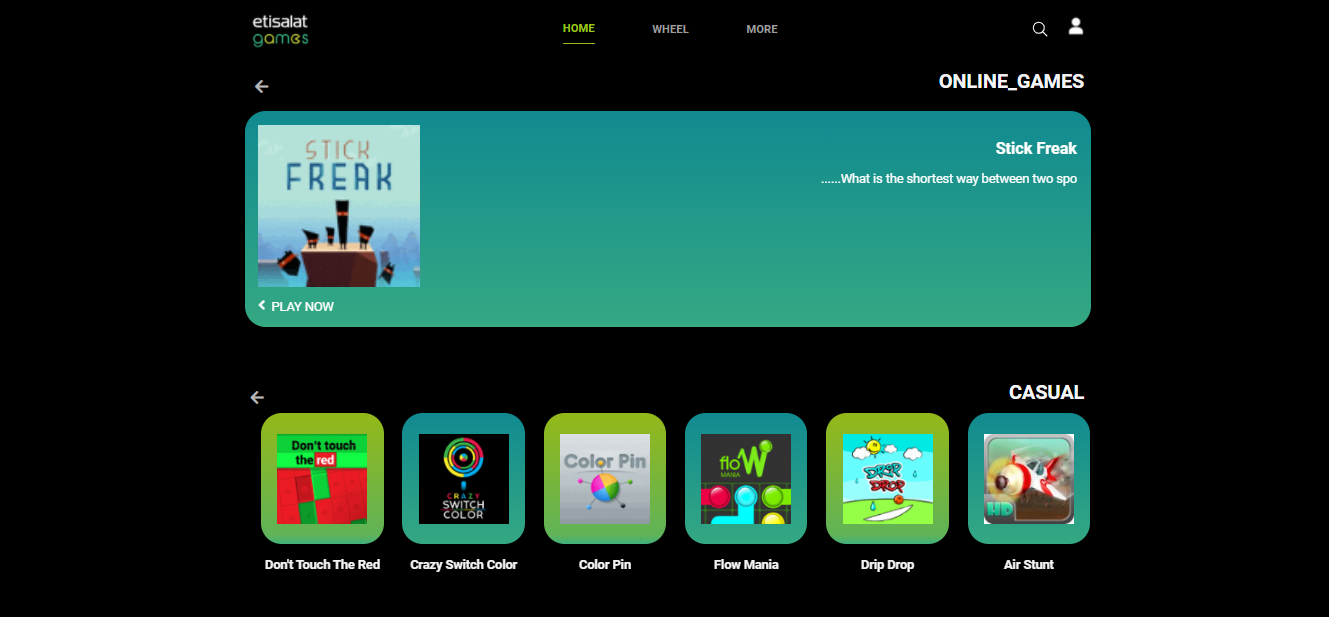 etisalat
games
HOME
WHEEL
MORE
ONLINE_GAMES
STICK
FREAK
Stick Freak
......What is the shortest way between two spo
PLAY NOW
CASUAL
Don't touch
the red
CRAZY
SWITCH
COLOR
Color Pin
floW
MANIA
DRIP
DROP
HD
Don't Touch The Red
Crazy Switch Color
Color Pin
Flow Mania
Drip Drop
Air Stunt